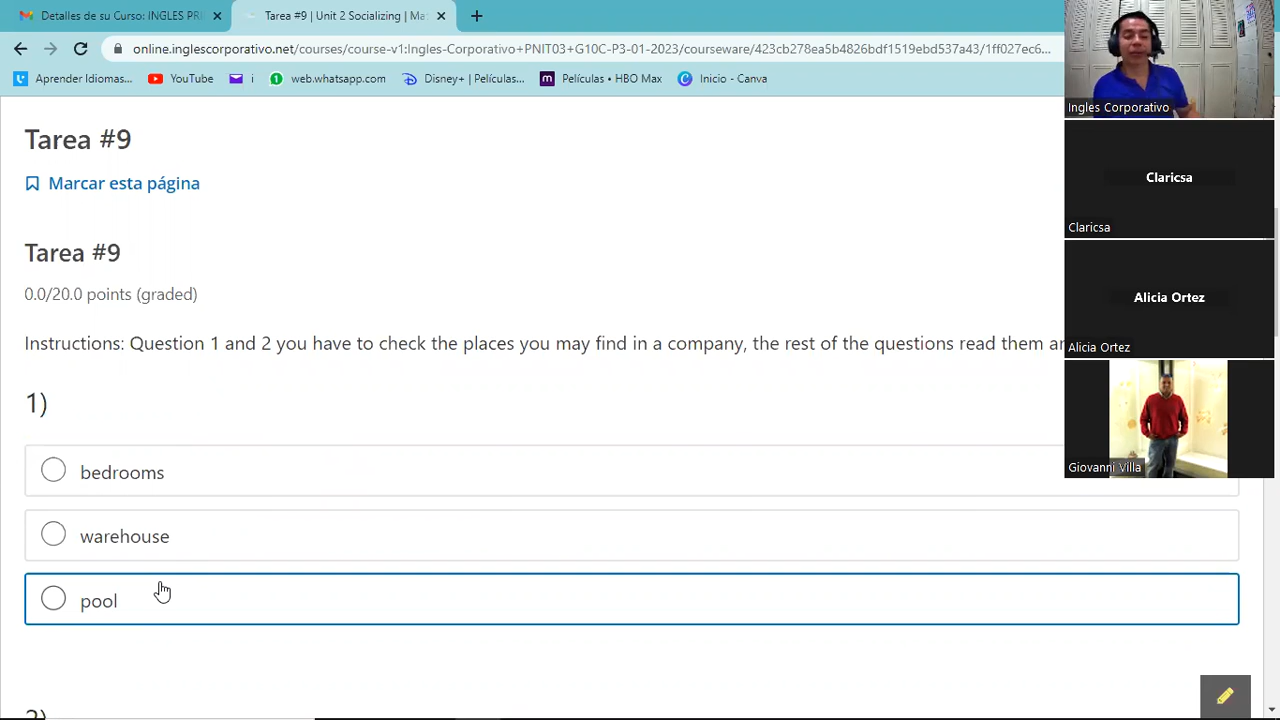 Detalles de su Curso: INGLES PRI
Tarea #9 | Unit 2 Socializing | Ma
online.inglescorporativo.net/courses/course-v1:Ingles-Corporativo+PNIT03+G10C-P3-01-2023/courseware/423cb278ea5b4826bdf1519ebd537a43/1ff027ec6...
Aprender Idiomas...
YouTube
i
web.whatsapp.com
Disney+ | Películas...
Películas • HBO Max
Inicio - Canva
Tarea #9
Marcar esta página
Tarea #9
0.0/20.0 points (graded)
Instructions: Question 1 and 2 you have to check the places you may find in a company, the rest of the questions read them an
1)
bedrooms
warehouse
pool
Ingles Corporativo
Claricsa
Claricsa
Alicia Ortez
Alicia Ortez
Giovanni Villa